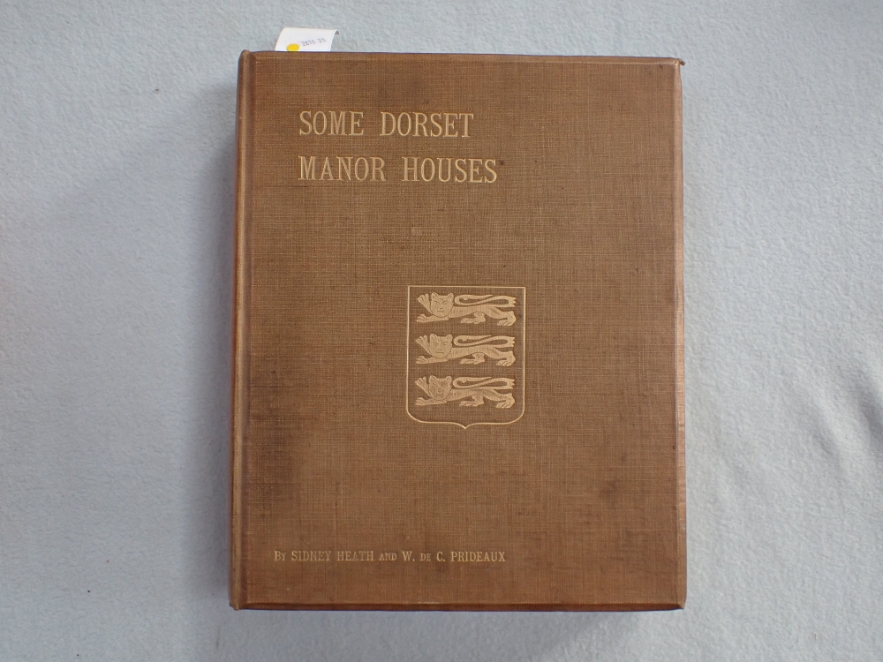 SOME DORSET
MANOR HOUSES
BY SIDNEY HEATH AND W. DE C. PRIDEAUX